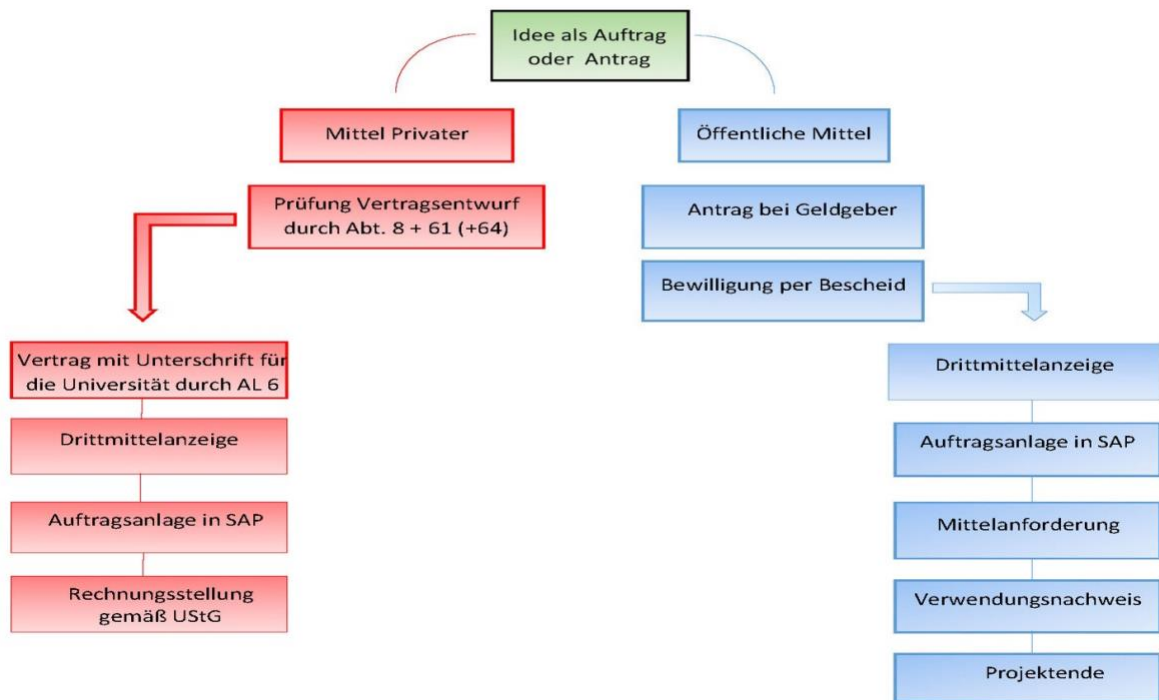 Idee als Auftrag
oder Antrag
Mittel Privater
Öffentliche Mittel
Prüfung Vertragsentwurf
durch Abt. 8 + 61 (+64)
Antrag bei Geldgeber
Bewilligung per Bescheid
Vertrag mit Unterschrift für
die Universität durch AL 6
Drittmittelanzeige
Auftragsanlage in SAP
Rechnungsstellung
gemäß UStG
Drittmittelanzeige
Auftragsanlage in SAP
Mittelanforderung
Verwendungsnachweis
Projektende